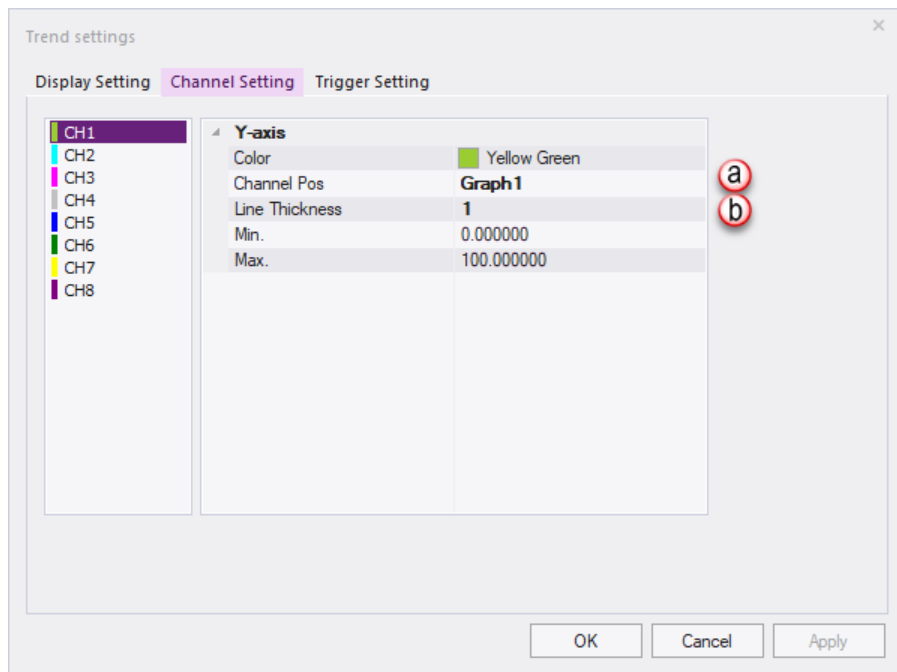 Trend settings
Display Setting Channel Setting Trigger Setting
CH1
CH2
CH3
CH4
CH5
CH6
CH7
CH8
Y-axis
Color Yellow Green
Channel Pos Graph1
Line Thickness 1
Min. 0.000000
Max. 100.000000
a
b
OK Cancel Apply